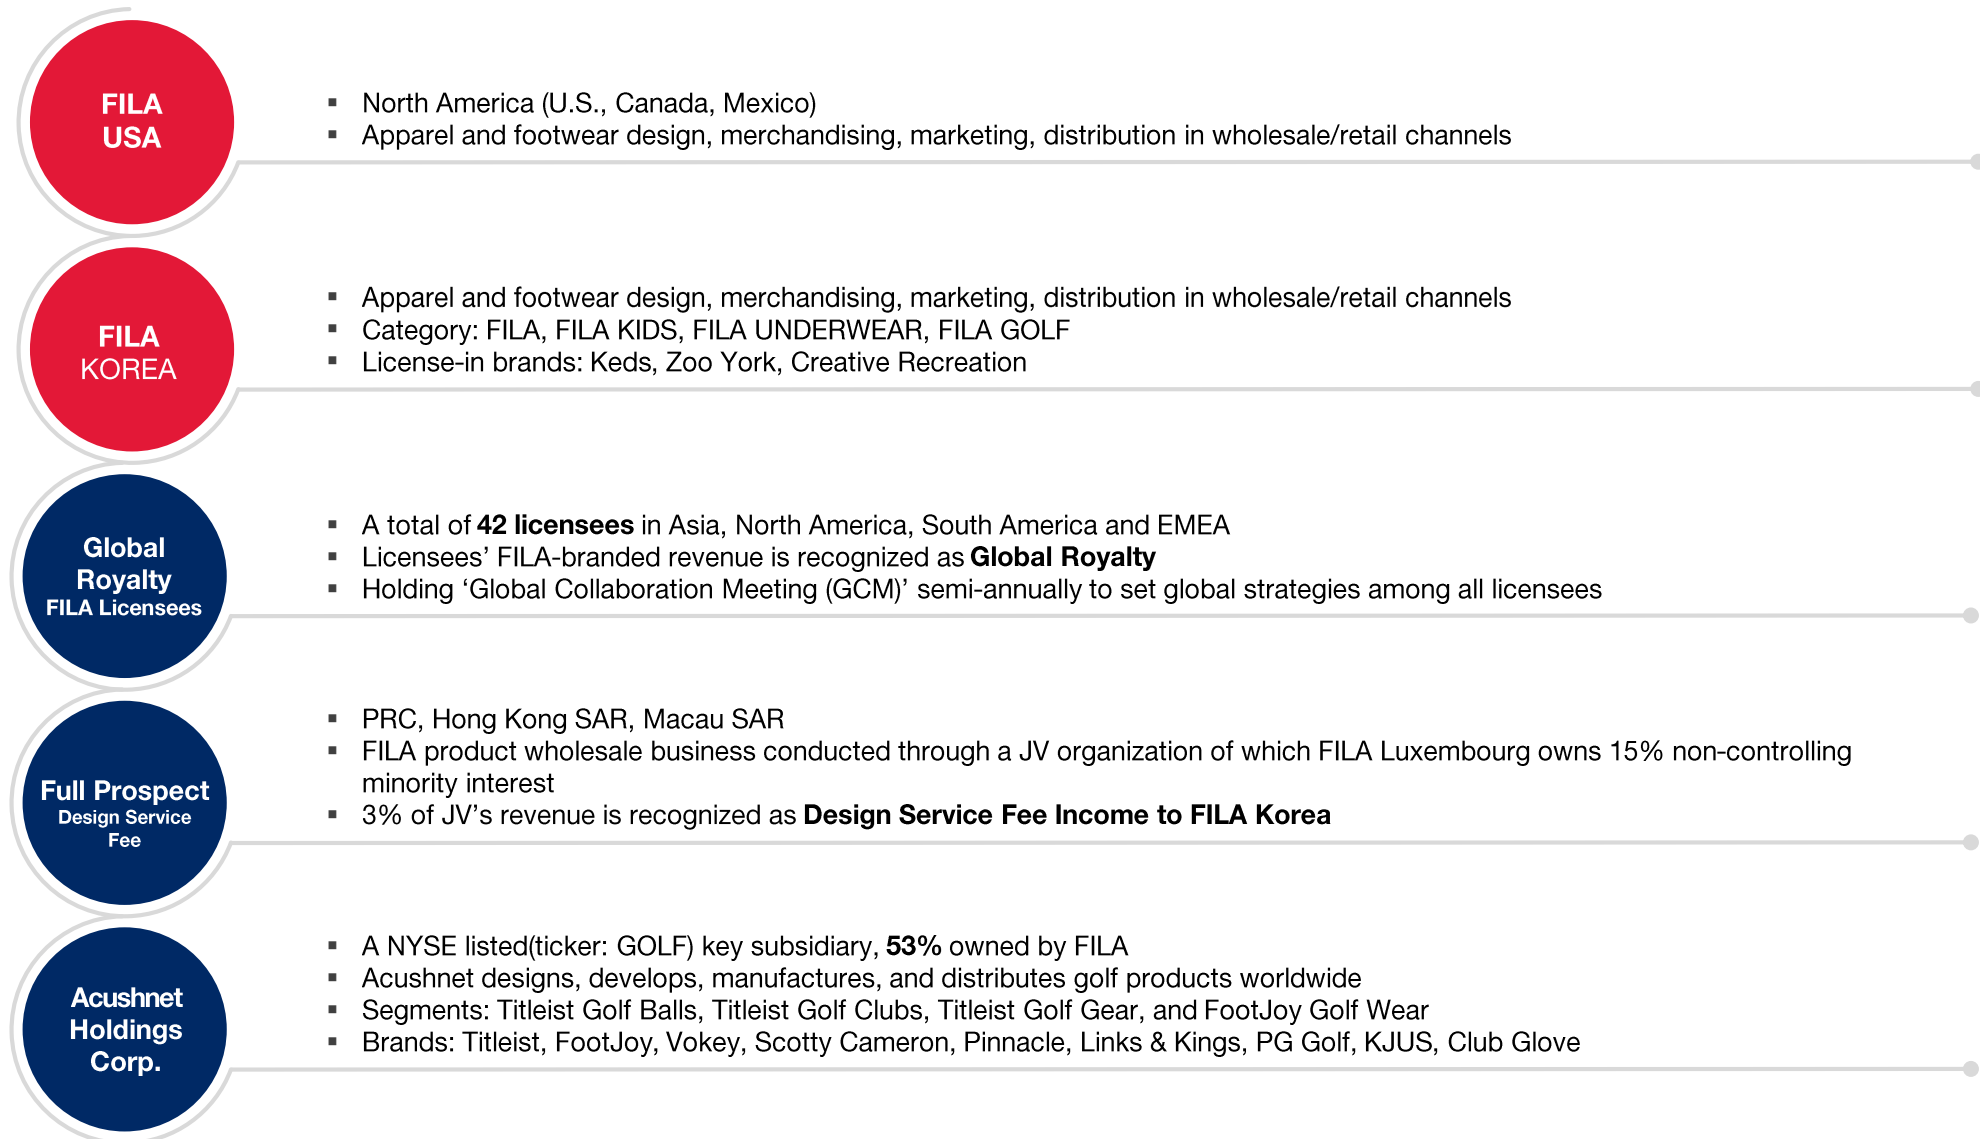 FILA
USA
▪ North America (U.S., Canada, Mexico)
▪ Apparel and footwear design, merchandising, marketing, distribution in wholesale/retail channels
FILA
KOREA
▪ Apparel and footwear design, merchandising, marketing, distribution in wholesale/retail channels
▪ Category: FILA, FILA KIDS, FILA UNDERWEAR, FILA GOLF
▪ License-in brands: Keds, Zoo York, Creative Recreation
Global
Royalty
FILA Licensees
▪ A total of 42 licensees in Asia, North America, South America and EMEA
▪ Licensees’ FILA-branded revenue is recognized as Global Royalty
▪ Holding ‘Global Collaboration Meeting (GCM)’ semi-annually to set global strategies among all licensees
Full Prospect
Design Service
Fee
▪ PRC, Hong Kong SAR, Macau SAR
▪ FILA product wholesale business conducted through a JV organization of which FILA Luxembourg owns 15% non-controlling
minority interest
▪ 3% of JV’s revenue is recognized as Design Service Fee Income to FILA Korea
Acushnet
Holdings
Corp.
▪ A NYSE listed(ticker: GOLF) key subsidiary, 53% owned by FILA
▪ Acushnet designs, develops, manufactures, and distributes golf products worldwide
▪ Segments: Titleist Golf Balls, Titleist Golf Clubs, Titleist Golf Gear, and FootJoy Golf Wear
▪ Brands: Titleist, FootJoy, Vokey, Scotty Cameron, Pinnacle, Links & Kings, PG Golf, KJUS, Club Glove